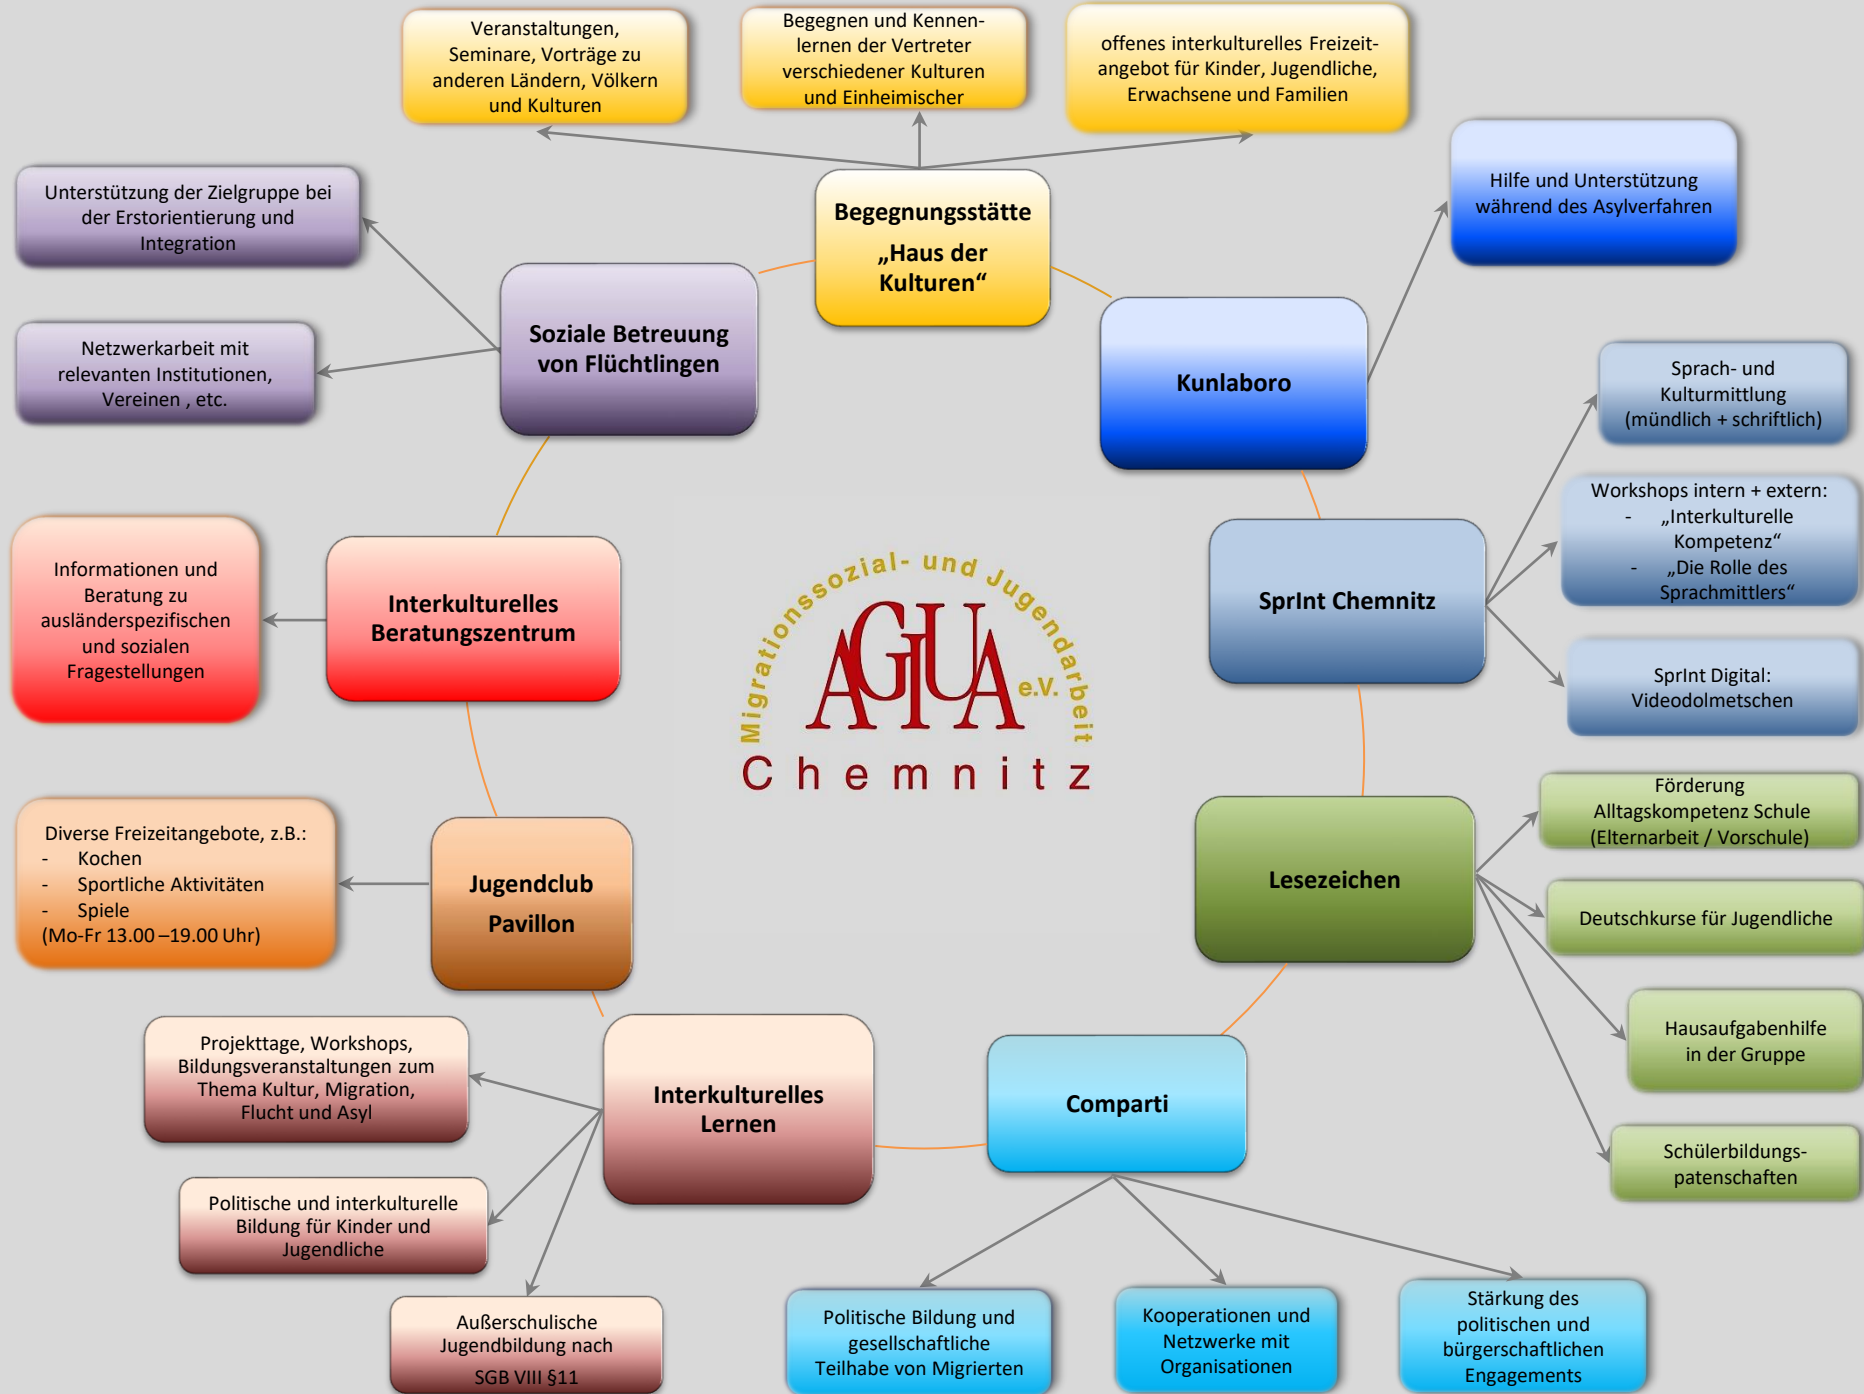 Veranstaltungen,
Seminare, Vorträge zu
anderen Ländern, Völkern
und Kulturen
Begegnen und Kennen-
lernen der Vertreter
verschiedener Kulturen
und Einheimischer
offenes interkulturelles Freizeit-
angebot für Kinder, Jugendliche,
Erwachsene und Familien
Begegnungsstätte
„Haus der
Kulturen“
Hilfe und Unterstützung
während des Asylverfahren
Unterstützung der Zielgruppe bei
der Erstorientierung und
Integration
Netzwerkarbeit mit
relevanten Institutionen,
Vereinen , etc.
Soziale Betreuung
von Flüchtlingen
Kunlaboro
Sprach- und
Kulturmittlung
(mündlich + schriftlich)
Workshops intern + extern:
- „Interkulturelle
Kompetenz“
- „Die Rolle des
Sprachmittlers“
SprInt Digital:
Videodolmetschen
SprInt Chemnitz
Informationen und
Beratung zu
ausländerspezifischen
und sozialen
Fragestellungen
Interkulturelles
Beratungszentrum
Migrationssozial- und Jugendarbeit
AGIUA e.V.
Chemnitz
Förderung
Alltagskompetenz Schule
(Elternarbeit / Vorschule)
Deutschkurse für Jugendliche
Hausaufgabenhilfe
in der Gruppe
Schülerbildungs-
patenschaften
Lesezeichen
Diverse Freizeitangebote, z.B.:
- Kochen
- Sportliche Aktivitäten
- Spiele
(Mo-Fr 13.00 –19.00 Uhr)
Jugendclub
Pavillon
Projekttage, Workshops,
Bildungsveranstaltungen zum
Thema Kultur, Migration,
Flucht und Asyl
Politische und interkulturelle
Bildung für Kinder und
Jugendliche
Außerschulische
Jugendbildung nach
SGB VIII §11
Interkulturelles
Lernen
Comparti
Politische Bildung und
gesellschaftliche
Teilhabe von Migrierten
Kooperationen und
Netzwerke mit
Organisationen
Stärkung des
politischen und
bürgerschaftlichen
Engagements